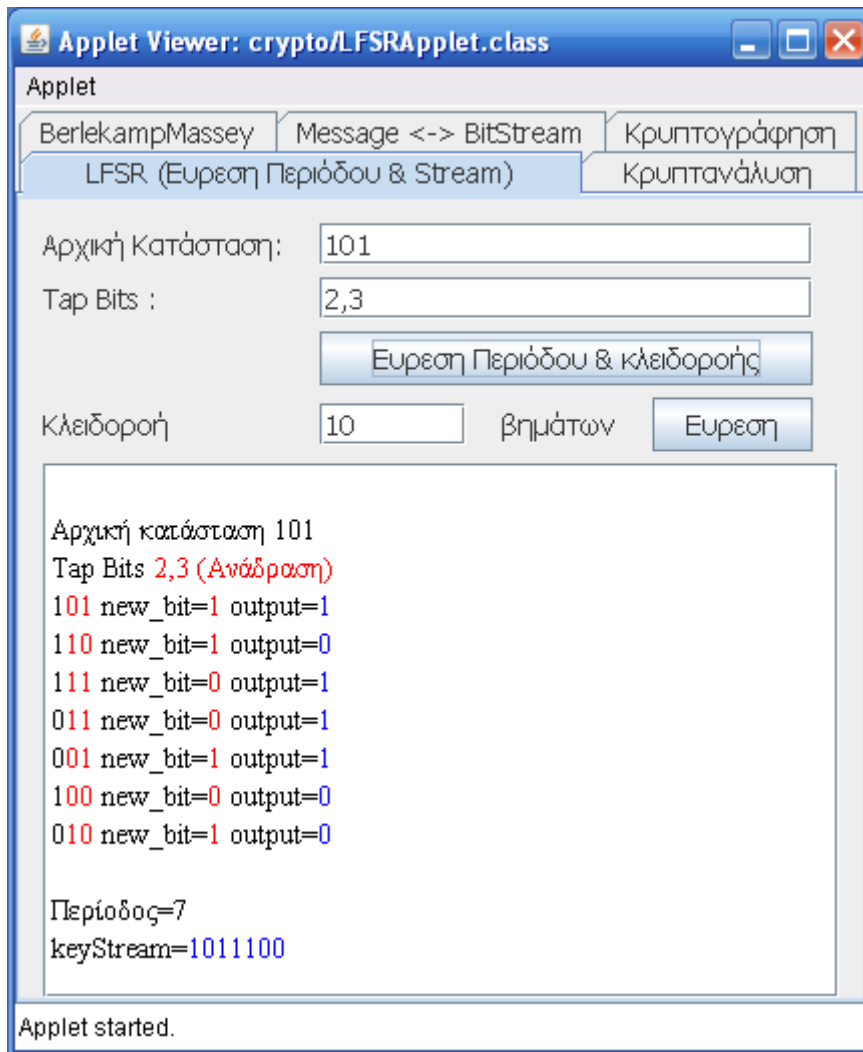 Applet Viewer: crypto/LFSRApplet.class
Applet
BerlekampMassey Message <-> BitStream Κρυπτογράφηση
LFSR (Ευρεση Περιόδου & Stream) Κρυπτανάλυση
Αρχική Κατάσταση: 101
Tap Bits : 2,3
Ευρεση Περιόδου & κλειδοροής
Κλειδοροή 10 βημάτων Ευρεση
Αρχική κατάσταση 101
Tap Bits 2,3 (Ανάδραση)
101 new_bit=1 output=1
110 new_bit=1 output=0
111 new_bit=0 output=1
011 new_bit=0 output=1
001 new_bit=1 output=1
100 new_bit=0 output=0
010 new_bit=1 output=0
Περίοδος=7
keyStream=1011100
Applet started.